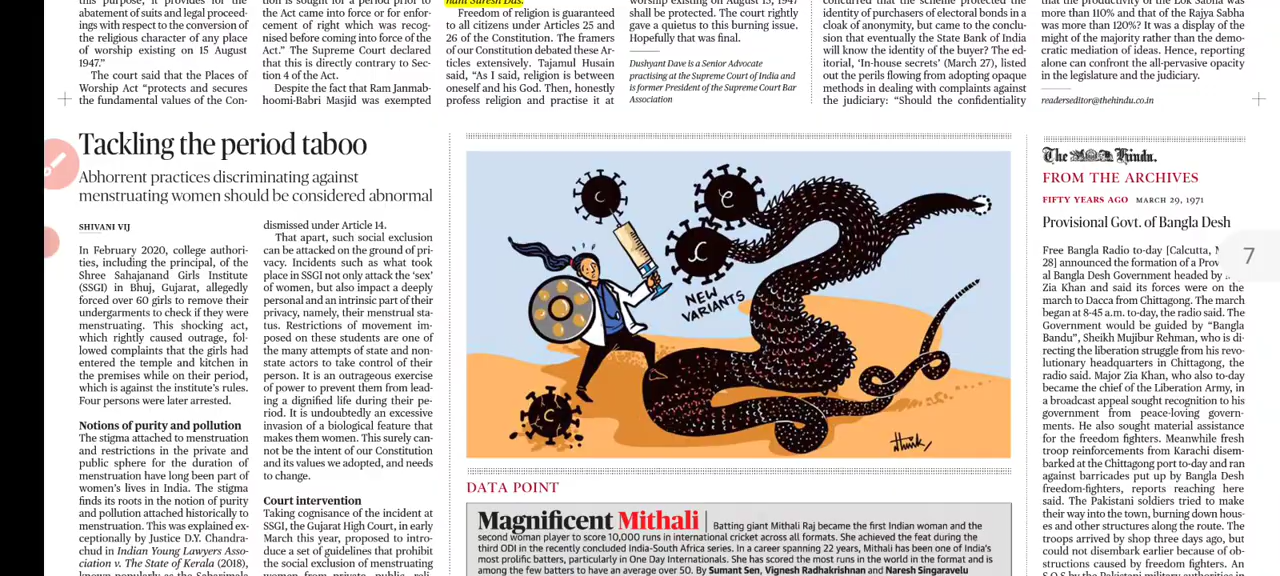 this purpose, it provides for the
abatement of suits and legal proceed-
ings with respect to the conversion of
the religious character of any place
of worship existing on 15 August
1947.”
The court said that the Places of
Worship Act “protects and secures
the fundamental values of the Con-
tion is sought for a period prior to
the Act came into force or for enfor-
cement of right which was recog-
nised before coming into force of the
Act.” The Supreme Court declared
that this is directly contrary to Sec-
tion 4 of the Act.
Despite the fact that Ram Janmab-
hoomi-Babri Masjid was exempted
nam Suresh Das.
Freedom of religion is guaranteed
to all citizens under Articles 25 and
26 of the Constitution. The framers
of our Constitution debated these Ar-
ticles extensively. Tajamul Husain
said, “As I said, religion is between
oneself and his God. Then, honestly
profess religion and practise it at
worship existing on August 15, 1947
shall be protected. The court rightly
gave a quietus to this burning issue.
Hopefully that was final.
Dushyant Dave is a Senior Advocate
practising at the Supreme Court of India and
is former President of the Supreme Court Bar
Association
concurred that the scheme protected the
identity of purchasers of electoral bonds in a
cloak of anonymity, but came to the conclu-
sion that eventually the State Bank of India
will know the identity of the buyer? The ed-
itorial, ‘In-house secrets’ (March 27), listed
out the perils flowing from adopting opaque
methods in dealing with complaints against
the judiciary: “Should the confidentiality
that the productivity of the Lok Sabha was
more than 110% and that of the Rajya Sabha
was more than 120%? It was a display of the
might of the majority rather than the demo-
cratic mediation of ideas. Hence, reporting
alone can confront the all-pervasive opacity
in the legislature and the judiciary.
readerseditor@thehindu.co.in
Tackling the period taboo
Abhorrent practices discriminating against
menstruating women should be considered abnormal
SHIVANI VIJ
In February 2020, college authori-
ties, including the principal, of the
Shree Sahajanand Girls Institute
(SSGI) in Bhuj, Gujarat, allegedly
forced over 60 girls to remove their
undergarments to check if they were
menstruating. This shocking act,
which rightly caused outrage, fol-
lowed complaints that the girls had
entered the temple and kitchen in
the premises while on their period,
which is against the institute’s rules.
Four persons were later arrested.
Notions of purity and pollution
The stigma attached to menstruation
and restrictions in the private and
public sphere for the duration of
menstruation have long been part of
women’s lives in India. The stigma
finds its roots in the notion of purity
and pollution attached historically to
menstruation. This was explained ex-
ceptionally by Justice D.Y. Chandra-
chud in Indian Young Lawyers Asso-
ciation v. The State of Kerala (2018),
known popularly as the Sabarimala
dismissed under Article 14.
That apart, such social exclusion
can be attacked on the ground of pri-
vacy. Incidents such as what took
place in SSGI not only attack the ‘sex’
of women, but also impact a deeply
personal and an intrinsic part of their
privacy, namely, their menstrual sta-
tus. Restrictions of movement im-
posed on these students are one of
the many attempts of state and non-
state actors to take control of their
person. It is an outrageous exercise
of power to prevent them from lead-
ing a dignified life during their pe-
riod. It is undoubtedly an excessive
invasion of a biological feature that
makes them women. This surely can-
not be the intent of our Constitution
and its values we adopted, and needs
to change.
Court intervention
Taking cognisance of the incident at
SSGI, the Gujarat High Court, in early
March this year, proposed to intro-
duce a set of guidelines that prohibit
the social exclusion of menstruating
women from private, public, reli-
NEW
VARIANTS
DATA POINT
Magnificent Mithali
Batting giant Mithali Raj became the first Indian woman and the
second woman player to score 10,000 runs in international cricket across all formats. She achieved the feat during the
third ODI in the recently concluded India-South Africa series. In a career spanning 22 years, Mithali has been one of India’s
most prolific batters, particularly in One Day Internationals. She has scored the most runs in the world in the format and is
among the few batters to have an average over 50. By Sumant Sen, Vignesh Radhakrishnan and Naresh Singaravelu
The Hindu.
FROM THE ARCHIVES
FIFTY YEARS AGO MARCH 29, 1971
Provisional Govt. of Bangla Desh
Free Bangla Radio to-day [Calcutta,
28] announced the formation of a
al Bangla Desh Government headed by
Zia Khan and said its forces were on the
march to Dacca from Chittagong. The march
began at 8-45 a.m. to-day, the radio said. The
Government would be guided by “Bangla
Bandu”, Sheikh Mujibur Rehman, who is di-
recting the liberation struggle from his revo-
lutionary headquarters in Chittagong, the
radio said. Major Zia Khan, who also to-day
became the chief of the Liberation Army, in
a broadcast appeal sought recognition to his
government from peace-loving govern-
ments. He also sought material assistance
for the freedom fighters. Meanwhile fresh
troop reinforcements from Karachi disem-
barked at the Chittagong port to-day and ran
against barricades put up by Bangla Desh
freedom-fighters, reports reaching here
said. The Pakistani soldiers tried to make
their way into the town, burning down hous-
es and other structures along the route. The
troops arrived by shop three days ago, but
could not disembark earlier because of ob-
structions caused by freedom fighters. An
S.O.S by the Pakistani military authorities in
7